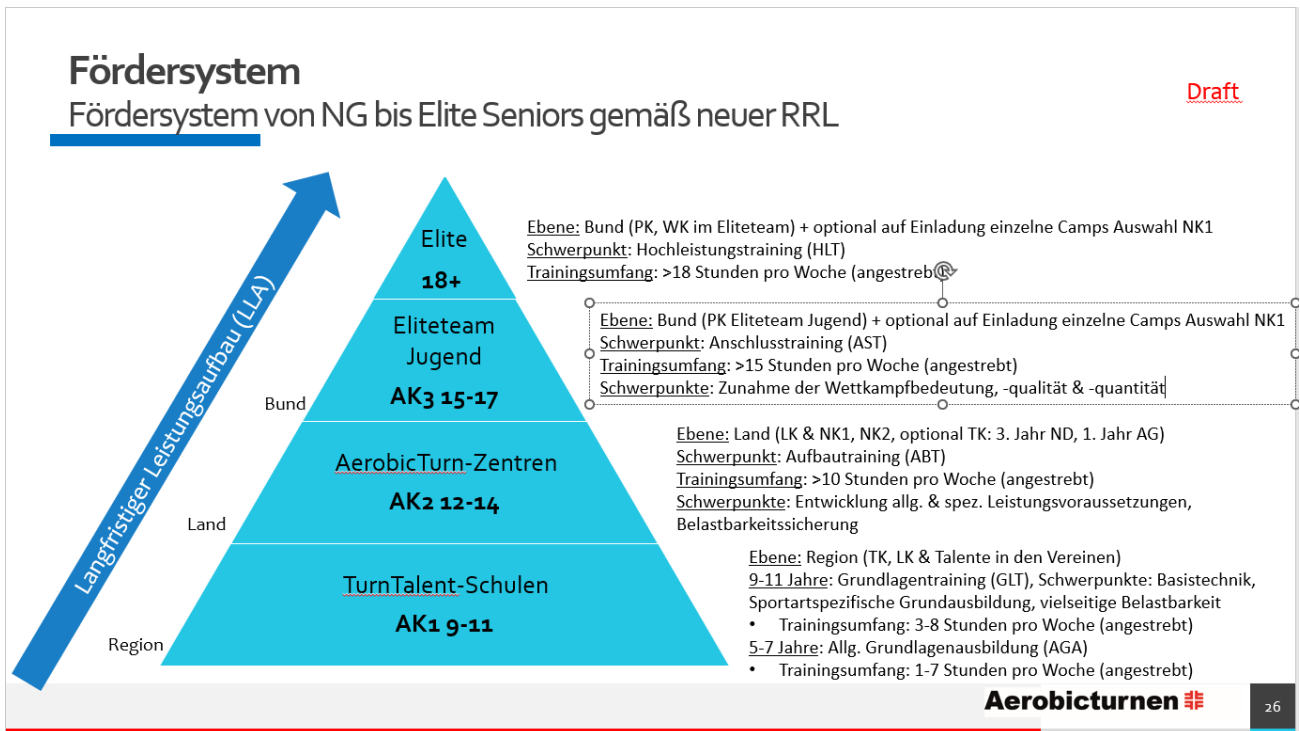 Fördersystem
Fördersystem von NG bis Elite Seniors gemäß neuer RRL
Draft
Langfristiger Leistungsaufbau (LLA)
Elite
18+
Ebene: Bund (PK, WK im Eliteteam) + optional auf Einladung einzelne Camps Auswahl NK1
Schwerpunkt: Hochleistungstraining (HLT)
Trainingsumfang: >18 Stunden pro Woche
Eliteteam
Jugend
AK3 15-17
Bund
Ebene: Bund (PK Eliteteam Jugend) + optional auf Einladung einzelne Camps Auswahl NK1
Schwerpunkt: Anschlusstraining (AST)
Trainingsumfang: >15 Stunden pro Woche (angestrebt)
Schwerpunkte: Zunahme der Wettkampfbedeutung, -qualität & -quantität
AerobicTurn-Zentren
AK2 12-14
Land
Ebene: Land (LK & NK1, NK2, optional TK: 3. Jahr ND, 1. Jahr AG)
Schwerpunkt: Aufbautraining (ABT)
Trainingsumfang: >10 Stunden pro Woche (angestrebt)
Schwerpunkte: Entwicklung allg. & spez. Leistungsvoraussetzungen,
Belastbarkeitssicherung
TurnTalent-Schulen
AK1 9-11
Region
Ebene: Region (TK, LK & Talente in den Vereinen)
9-11 Jahre: Grundlagentraining (GLT), Schwerpunkte: Basistechnik,
Sportartspezifische Grundausbildung, vielseitige Belastbarkeit
• Trainingsumfang: 3-8 Stunden pro Woche (angestrebt)
5-7 Jahre: Allg. Grundlagenausbildung (AGA)
• Trainingsumfang: 1-7 Stunden pro Woche (angestrebt)
Aerobicturnen
26